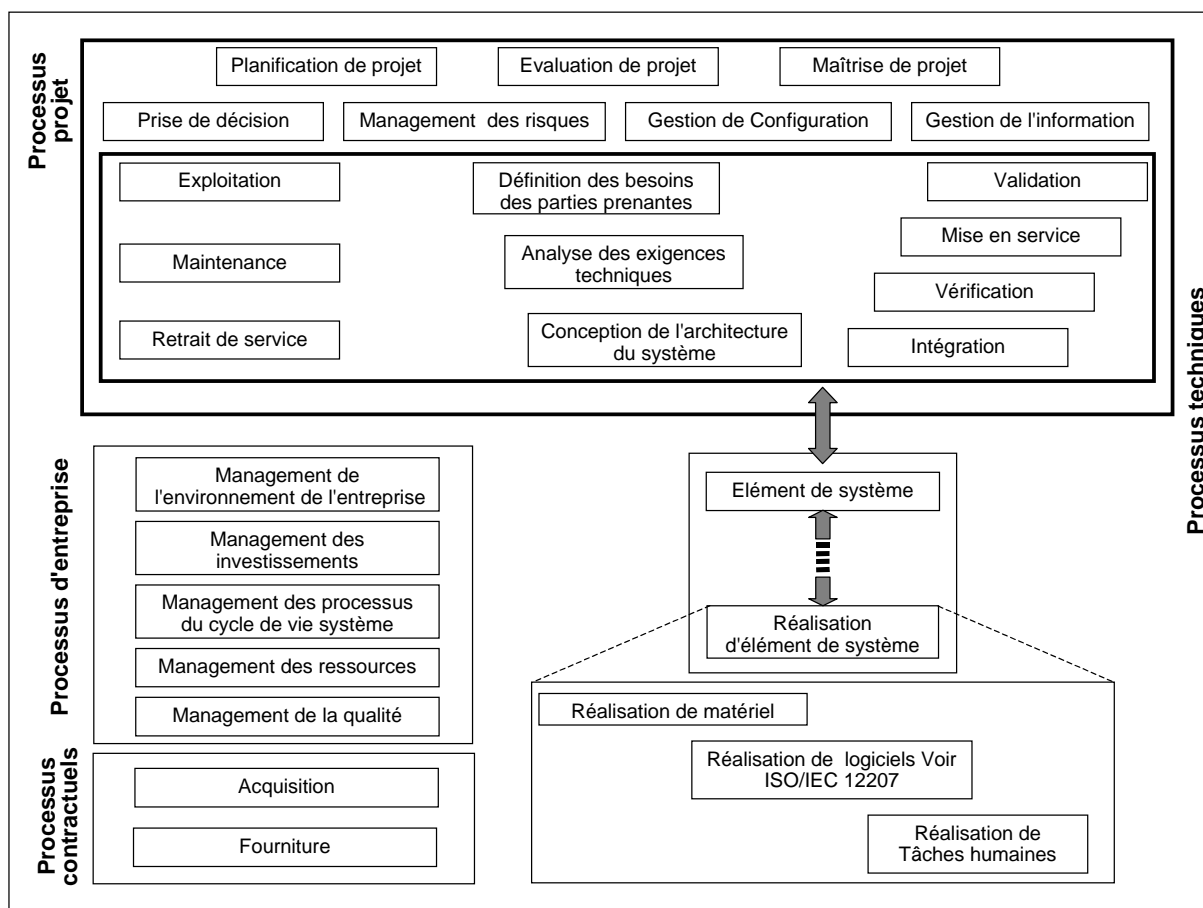 Processus
projet
Planification de projet
Evaluation de projet
Maîtrise de projet
Prise de décision
Management des risques
Gestion de Configuration
Gestion de l'information
Exploitation
Définition des besoins
des parties prenantes
Validation
Mise en service
Maintenance
Analyse des exigences
techniques
Vérification
Retrait de service
Conception de l'architecture
du système
Intégration
Processus techniques
Processus d'entreprise
Management de
l'environnement de l'entreprise
Management des
investissements
Management des processus
du cycle de vie système
Management des ressources
Management de la qualité
Elément de système
Réalisation
d'élément de système
Réalisation de matériel
Réalisation de logiciels Voir
ISO/IEC 12207
Réalisation de
Tâches humaines
Processus
contractuels
Acquisition
Fourniture